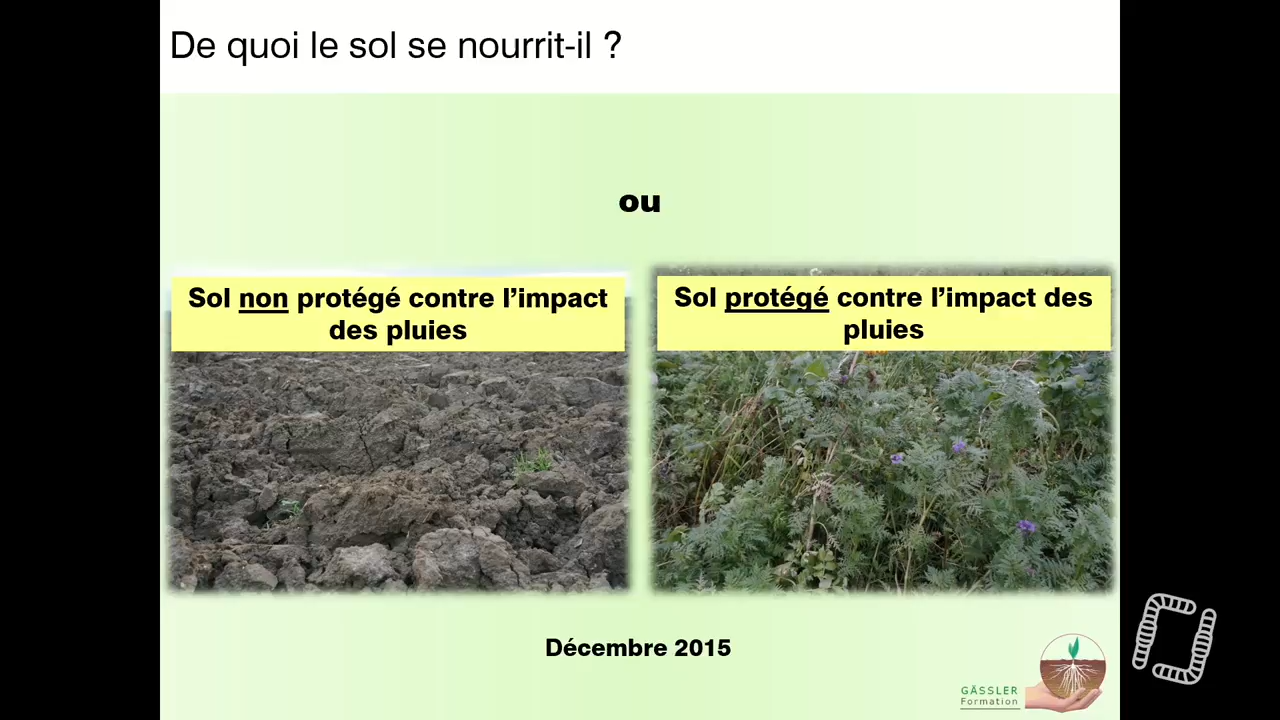 De quoi le sol se nourrit-il ?
ou
Sol non protégé contre l’impact
des pluies
Sol protégé contre l’impact des
pluies
Décembre 2015
GÄSSLER
Formation